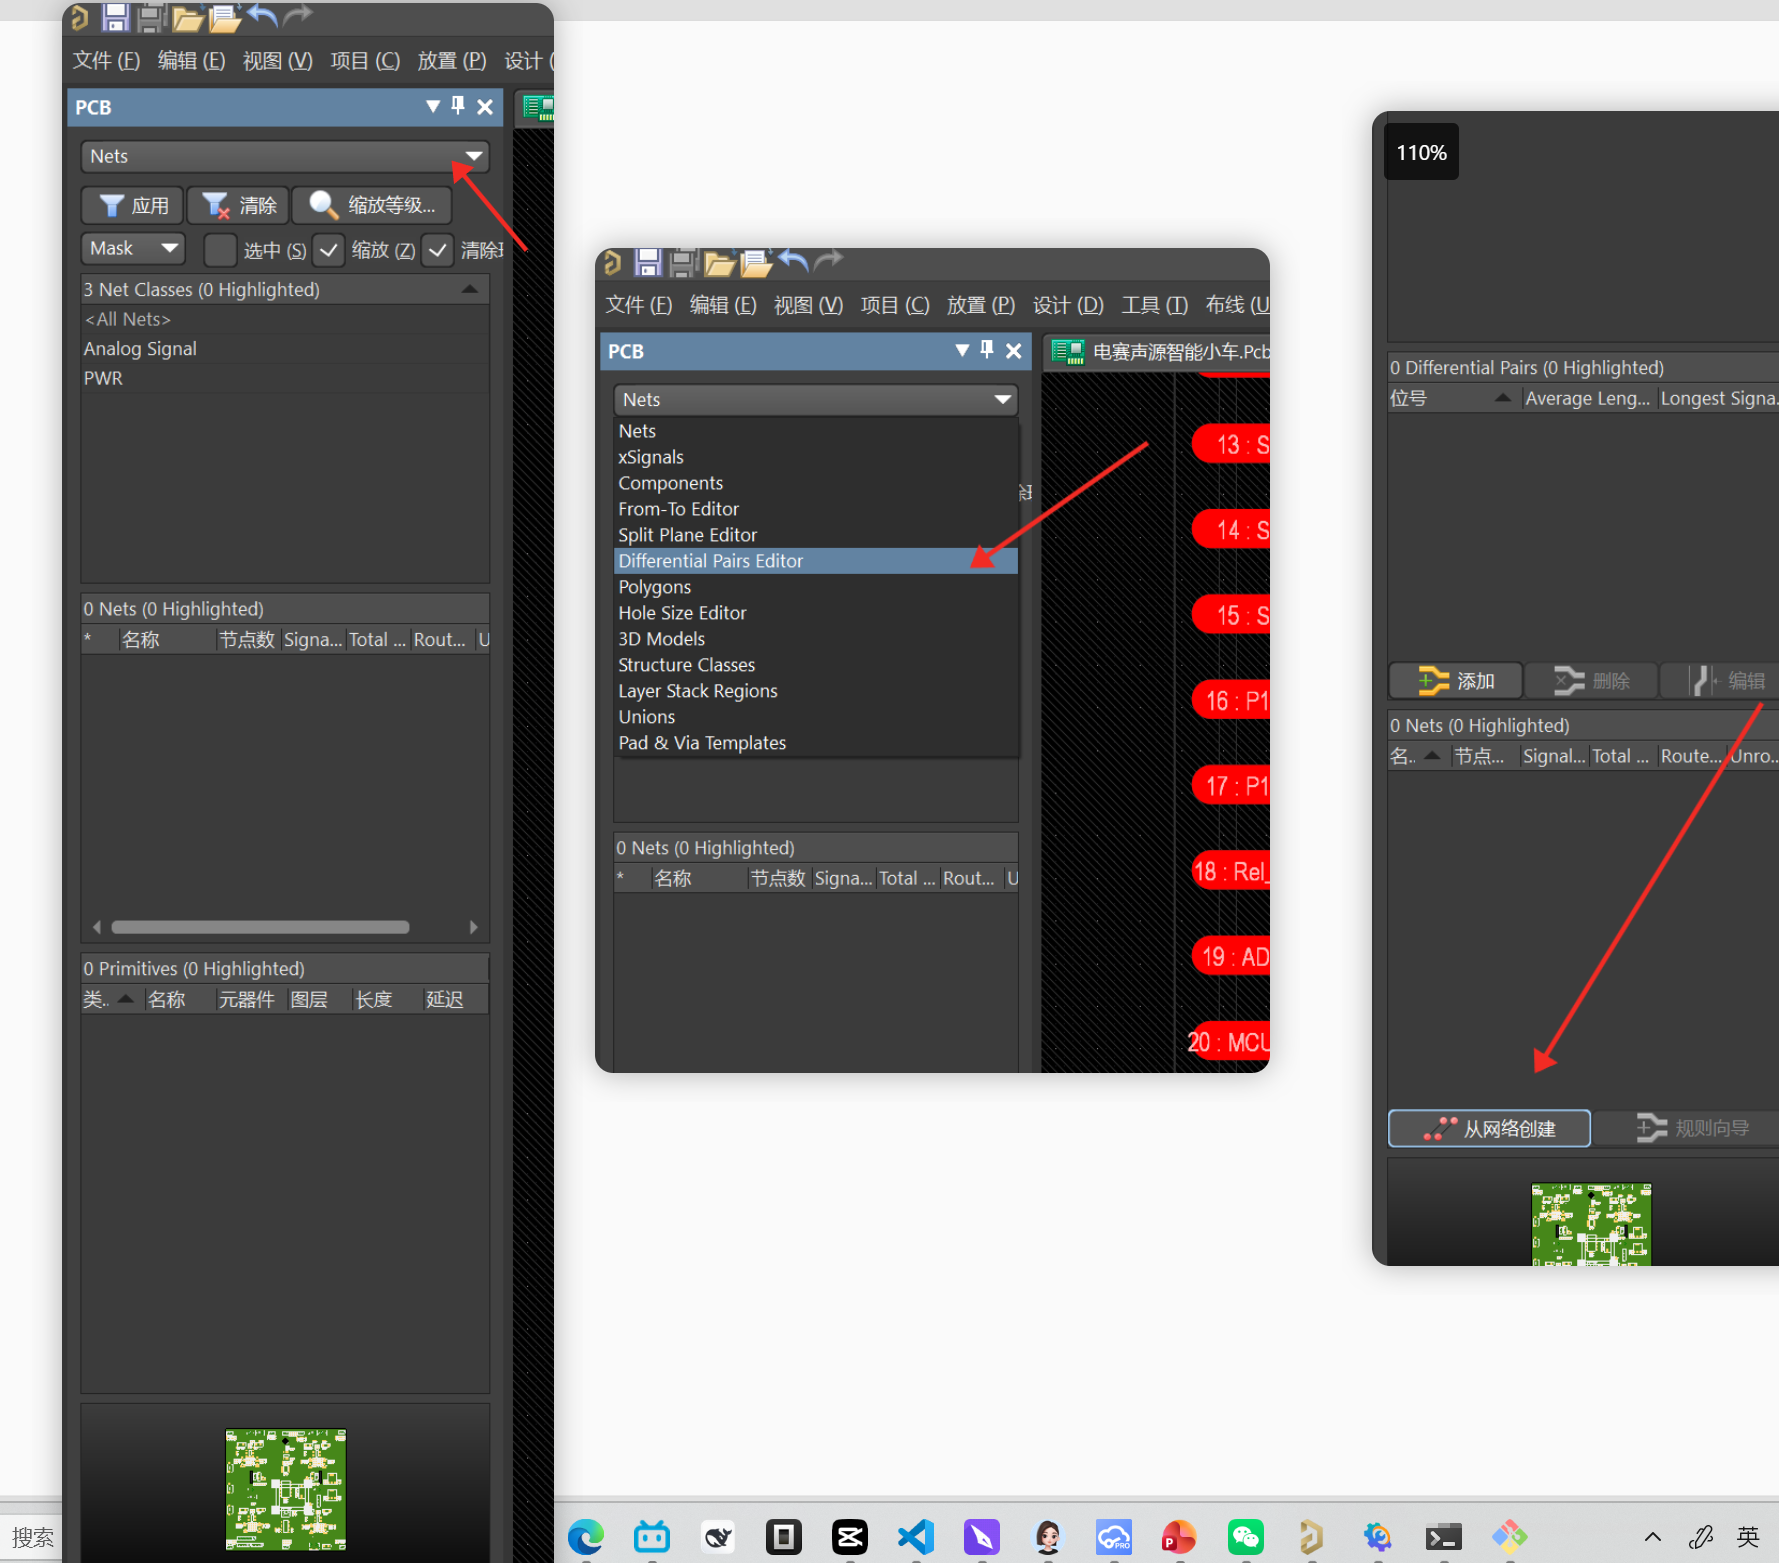 文件 (F) 编辑 (E) 视图 (V) 项目 (C) 放置 (P) 设计 (
PCB
Nets
应用 清除 缩放等级...
Mask 选中 (S) 缩放 (Z) 清除
3 Net Classes (0 Highlighted)
<All Nets>
Analog Signal
PWR
0 Nets (0 Highlighted)
* 名称 节点数 Signa... Total ... Rout... U
0 Primitives (0 Highlighted)
类.. 名称 元器件 图层 长度 延迟
文件 (F) 编辑 (E) 视图 (V) 项目 (C) 放置 (P) 设计 (D) 工具 (T) 布线 (U
PCB
电赛声源智能小车.Pcb
Nets
Nets
xSignals
Components
From-To Editor
Split Plane Editor
Differential Pairs Editor
Polygons
Hole Size Editor
3D Models
Structure Classes
Layer Stack Regions
Unions
Pad & Via Templates
0 Nets (0 Highlighted)
* 名称 节点数 Signa... Total ... Rout... U
13 : S
14 : S
15 : S
16 : P1
17 : P1
18 : Rel_
19 : AD
20 : MCU
110%
0 Differential Pairs (0 Highlighted)
位号 Average Leng... Longest Signa.
添加 删除 编辑
0 Nets (0 Highlighted)
名.. 节点... Signal... Total ... Route... Unro...
从网络创建 规则向导
搜索
PRO
P
英